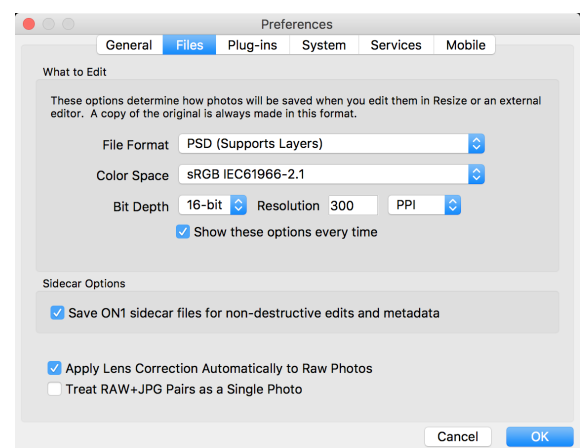 Preferences
General Files Plug-ins System Services Mobile
What to Edit
These options determine how photos will be saved when you edit them in Resize or an external
editor. A copy of the original is always made in this format.
File Format PSD (Supports Layers)
Color Space sRGB IEC61966-2.1
Bit Depth 16-bit Resolution 300 PPI
Show these options every time
Sidecar Options
Save ON1 sidecar files for non-destructive edits and metadata
Apply Lens Correction Automatically to Raw Photos
Treat RAW+JPG Pairs as a Single Photo
Cancel OK